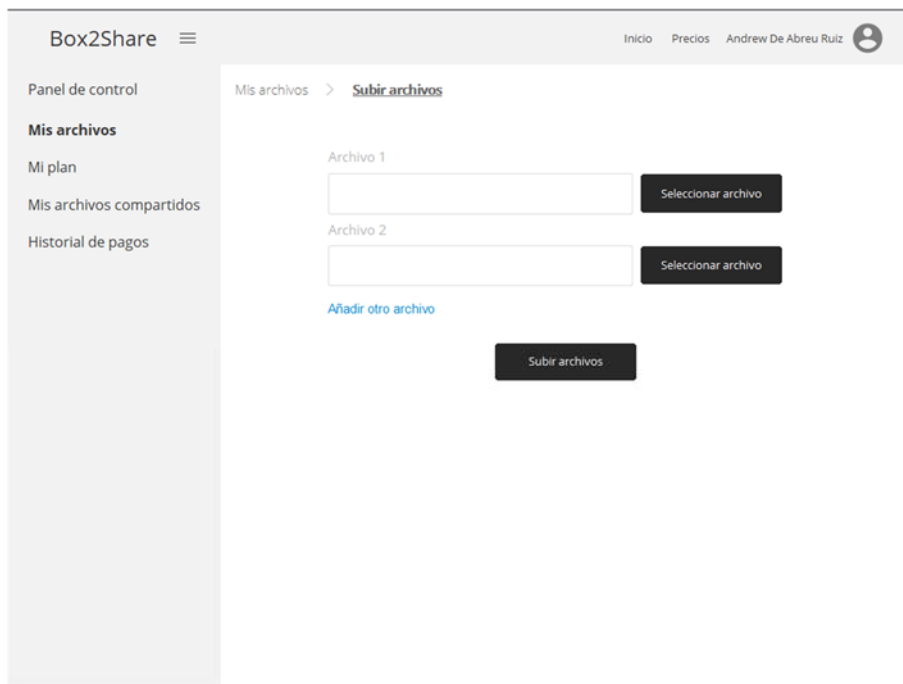 Box2Share
Inicio Precios Andrew De Abreu Ruiz
Panel de control
Mis archivos
Mi plan
Mis archivos compartidos
Historial de pagos
Mis archivos > Subir archivos
Archivo 1
Seleccionar archivo
Archivo 2
Seleccionar archivo
Añadir otro archivo
Subir archivos